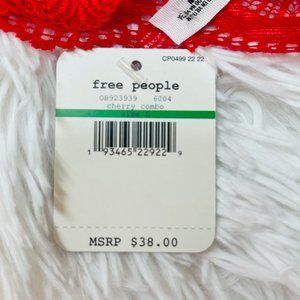 CP0499 22 22
free people
OB923939 6004
cherry combo
1 93465 22922 9
MSRP $38.00